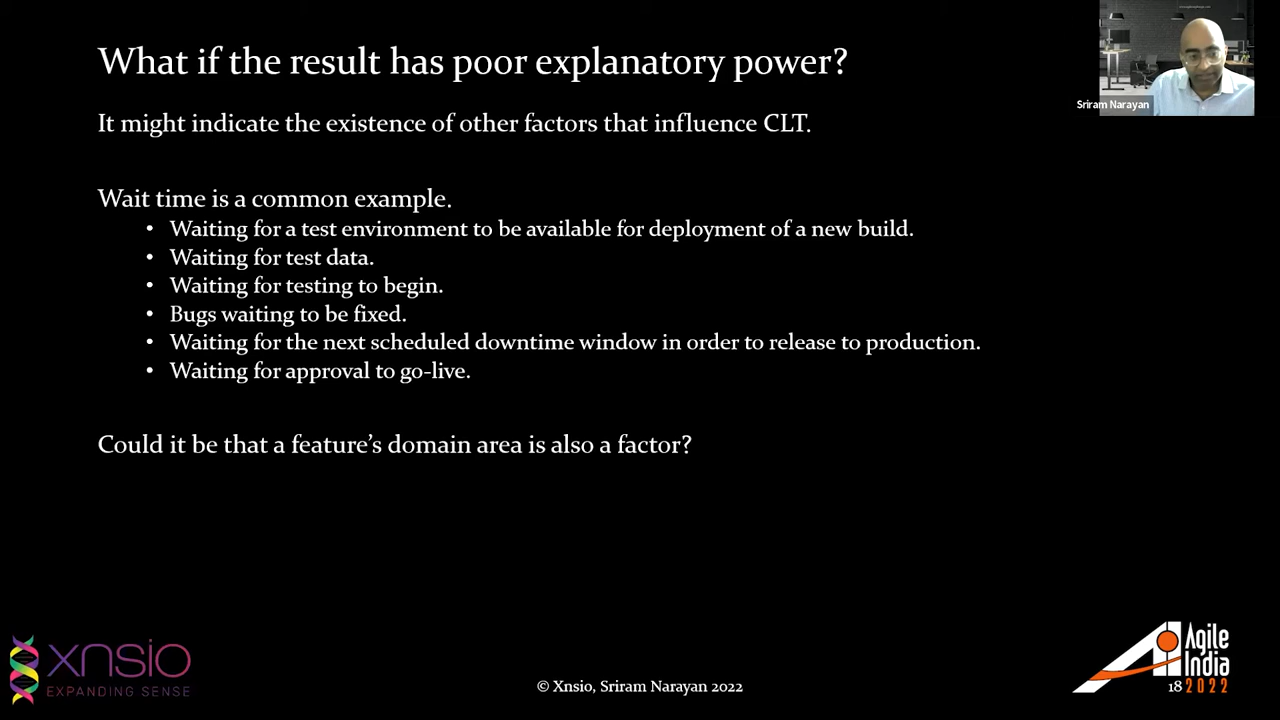 What if the result has poor explanatory power?
Sriram Narayan
It might indicate the existence of other factors that influence CLT.
Wait time is a common example.
• Waiting for a test environment to be available for deployment of a new build.
• Waiting for test data.
• Waiting for testing to begin.
• Bugs waiting to be fixed.
• Waiting for the next scheduled downtime window in order to release to production.
• Waiting for approval to go-live.
Could it be that a feature’s domain area is also a factor?
xnsio
EXPANDING SENSE
© Xnsio, Sriram Narayan 2022
Agile
India
18 2022